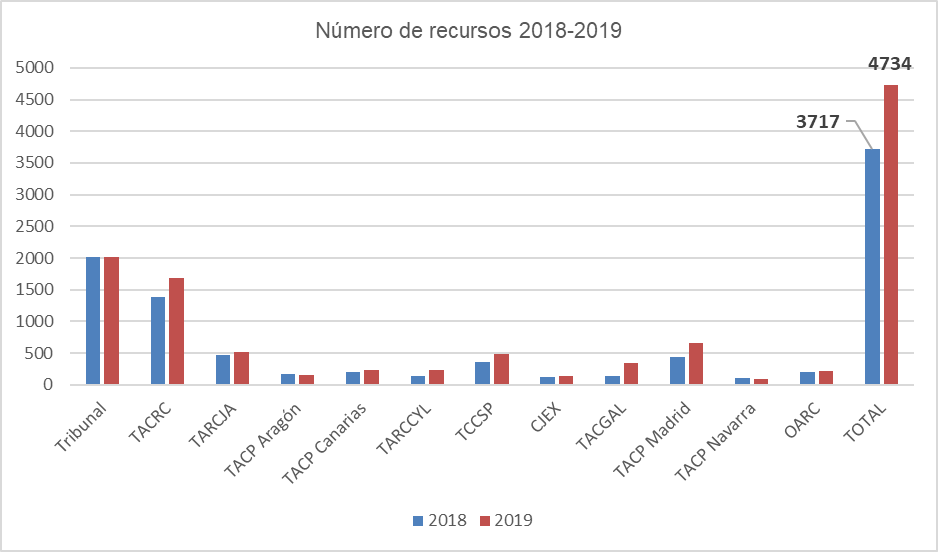 Número de recursos 2018-2019
5000
4500
4000
3500
3000
2500
2000
1500
1000
500
0
4734
3717
Tribunal
TACRC
TARCJA
TACP Aragón
TACP Canarias
TARCCYL
TCCSP
CJEX
TACGAL
TACP Madrid
TACP Navarra
OARC
TOTAL
2018
2019